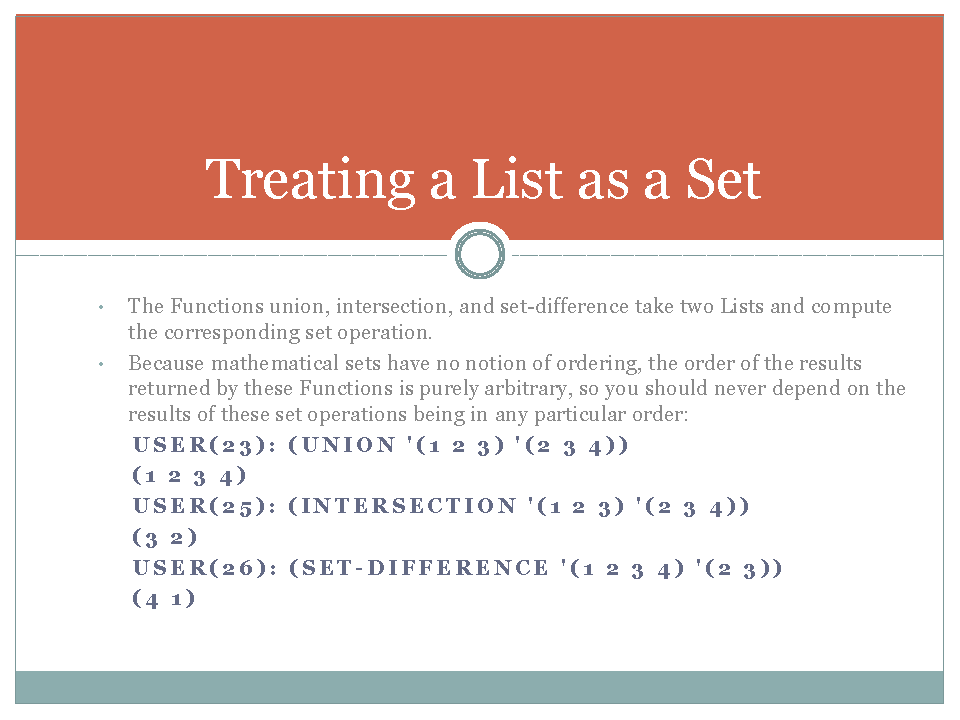 Treating a List as a Set
• The Functions union, intersection, and set-difference take two Lists and compute
the corresponding set operation.
• Because mathematical sets have no notion of ordering, the order of the results
returned by these Functions is purely arbitrary, so you should never depend on the
results of these set operations being in any particular order:
USER(23): (UNION '(1 2 3) '(2 3 4))
(1 2 3 4)
USER(25): (INTERSECTION '(1 2 3) '(2 3 4))
(3 2)
USER(26): (SET-DIFFERENCE '(1 2 3 4) '(2 3))
(4 1)